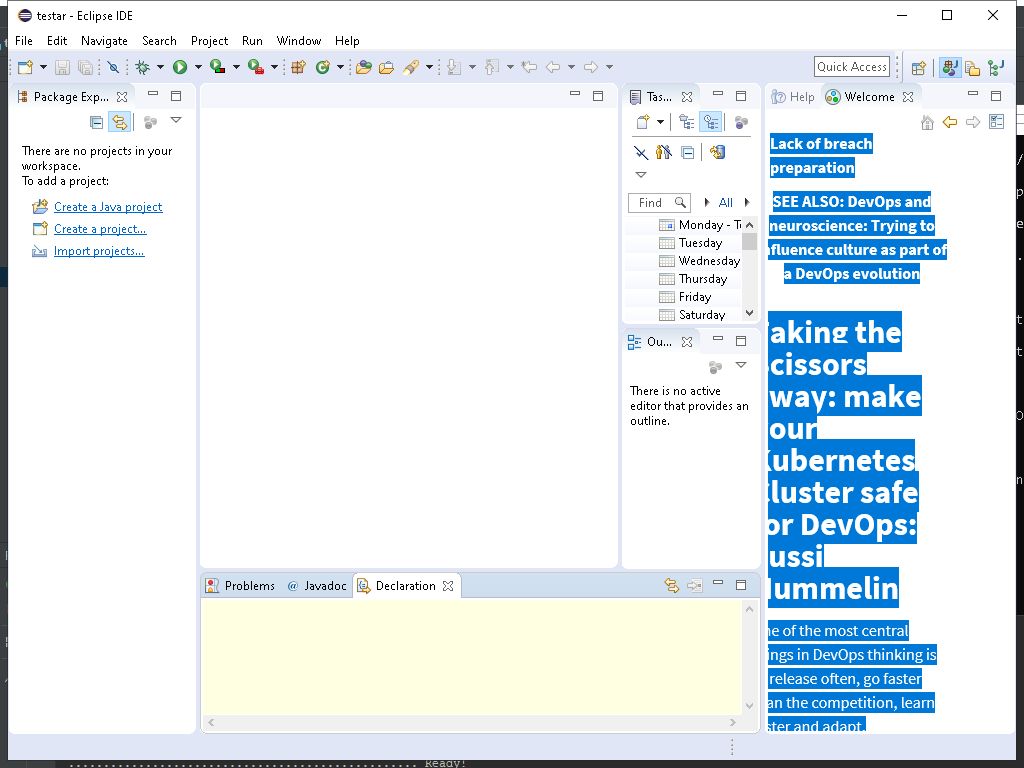 testar - Eclipse IDE
File Edit Navigate Search Project Run Window Help
Quick Access
Package Exp...
There are no projects in your
workspace.
To add a project:
Create a Java project
Create a project...
Import projects...
Tas...
Find
All
Monday -
Tuesday
Wednesday
Thursday
Friday
Saturday
Ou...
There is no active
editor that provides an
outline.
Problems @ Javadoc Declaration
Help Welcome
Lack of breach
preparation
SEE ALSO: DevOps and
neuroscience: Trying to
nfluence culture as part of
a DevOps evolution
aking the
cissors
way: make
our
Kubernetes
Cluster safe
or DevOps:
ussi
Nummelin
ne of the most central
ings in DevOps thinking is
release often, go faster
an the competition, learn
ster and adapt.
Ready!